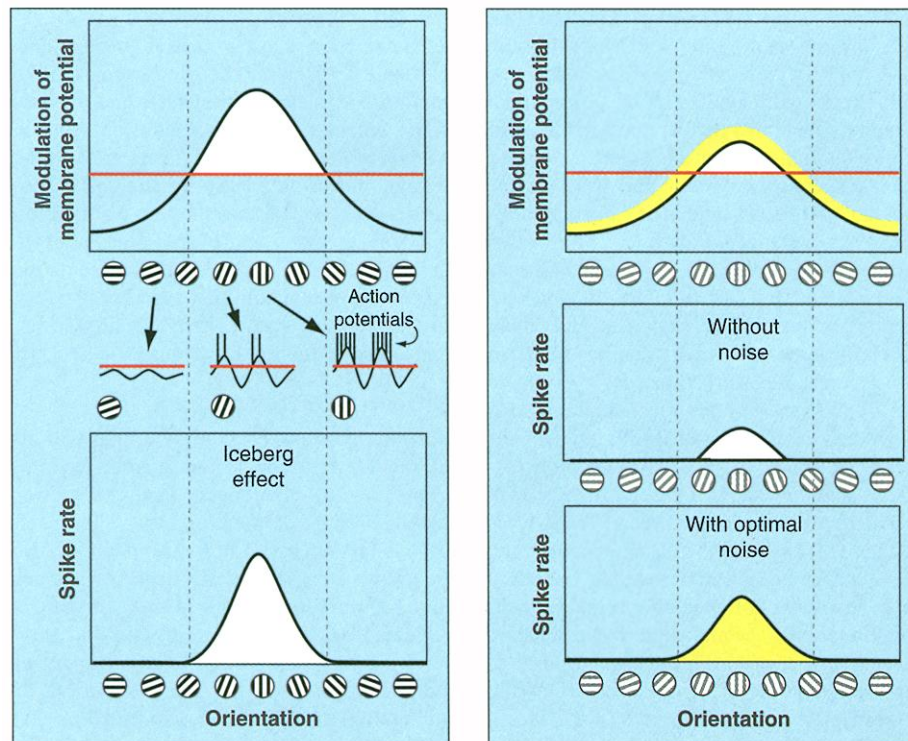 Modulation of
membrane potential
Action
potentials
Iceberg
effect
Spike rate
Orientation
Modulation of
membrane potential
Without
noise
Spike rate
With optimal
noise
Spike rate
Orientation